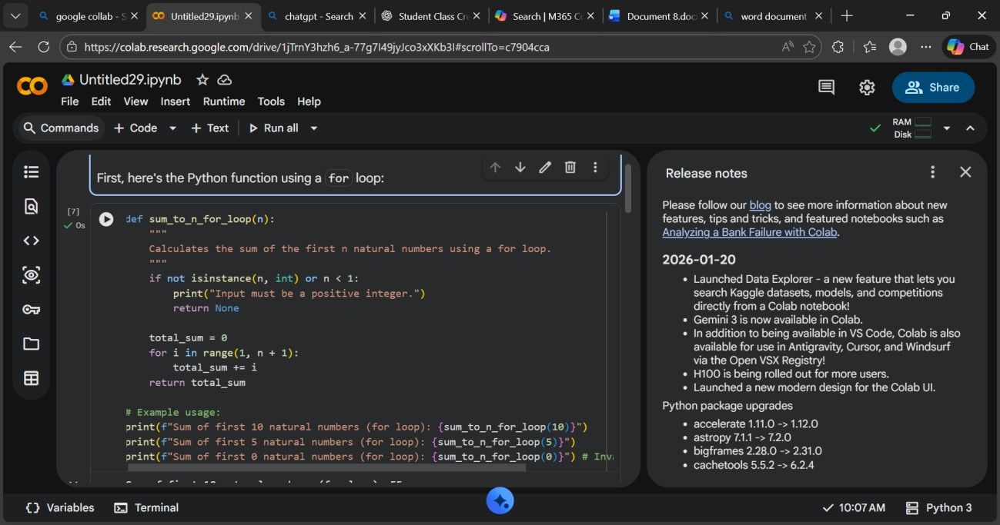 google collab - S
Untitled29.ipynb
chatgpt - Search
Student Class Cre
Search | M365 Co
Document 8.doc
word document
https://colab.research.google.com/drive/1jTrnY3hzh6_a-77g7l49jyJco3xXKb3I#scrollTo=c7904cca
Chat
Untitled29.ipynb
File Edit View Insert Runtime Tools Help
Share
Commands + Code + Text Run all
RAM
Disk
First, here's the Python function using a for loop:
[7]
0s
def sum_to_n_for_loop(n):
"""
Calculates the sum of the first n natural numbers using a for loop.
"""
if not isinstance(n, int) or n < 1:
print("Input must be a positive integer.")
return None
total_sum = 0
for i in range(1, n + 1):
total_sum += i
return total_sum
# Example usage:
print(f"Sum of first 10 natural numbers (for loop): {sum_to_n_for_loop(10)}")
print(f"Sum of first 5 natural numbers (for loop): {sum_to_n_for_loop(5)}")
print(f"Sum of first 0 natural numbers (for loop): {sum_to_n_for_loop(0)}") # Inva
Release notes
Please follow our blog to see more information about new
features, tips and tricks, and featured notebooks such as
Analyzing a Bank Failure with Colab.
2026-01-20
• Launched Data Explorer - a new feature that lets you
search Kaggle datasets, models, and competitions
directly from a Colab notebook!
• Gemini 3 is now available in Colab.
• In addition to being available in VS Code, Colab is also
available for use in Antigravity, Cursor, and Windsurf
via the Open VSX Registry!
• H100 is being rolled out for more users.
• Launched a new modern design for the Colab UI.
Python package upgrades
• accelerate 1.11.0 -> 1.12.0
• astropy 7.1.1 -> 7.2.0
• bigframes 2.28.0 -> 2.31.0
• cachetools 5.5.2 -> 6.2.4
Variables
Terminal
10:07 AM
Python 3